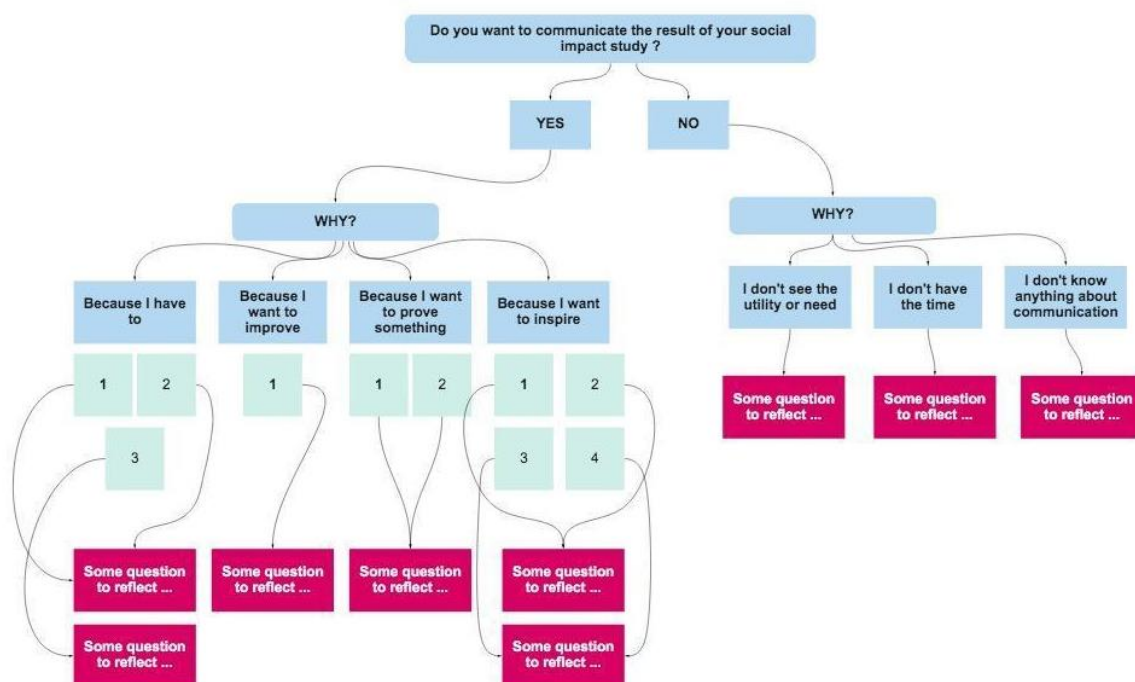 Do you want to communicate the result of your social
impact study ?
YES
NO
WHY?
WHY?
Because I have
to
Because I
want to
improve
Because I want
to prove
something
Because I want
to inspire
I don't see the
utility or need
I don't have
the time
I don't know
anything about
communication
1
2
1
1
2
1
2
3
3
4
Some question
to reflect ...
Some question
to reflect ...
Some question
to reflect ...
Some question
to reflect ...
Some question
to reflect ...
Some question
to reflect ...
Some question
to reflect ...
Some question
to reflect ...
Some question
to reflect ...